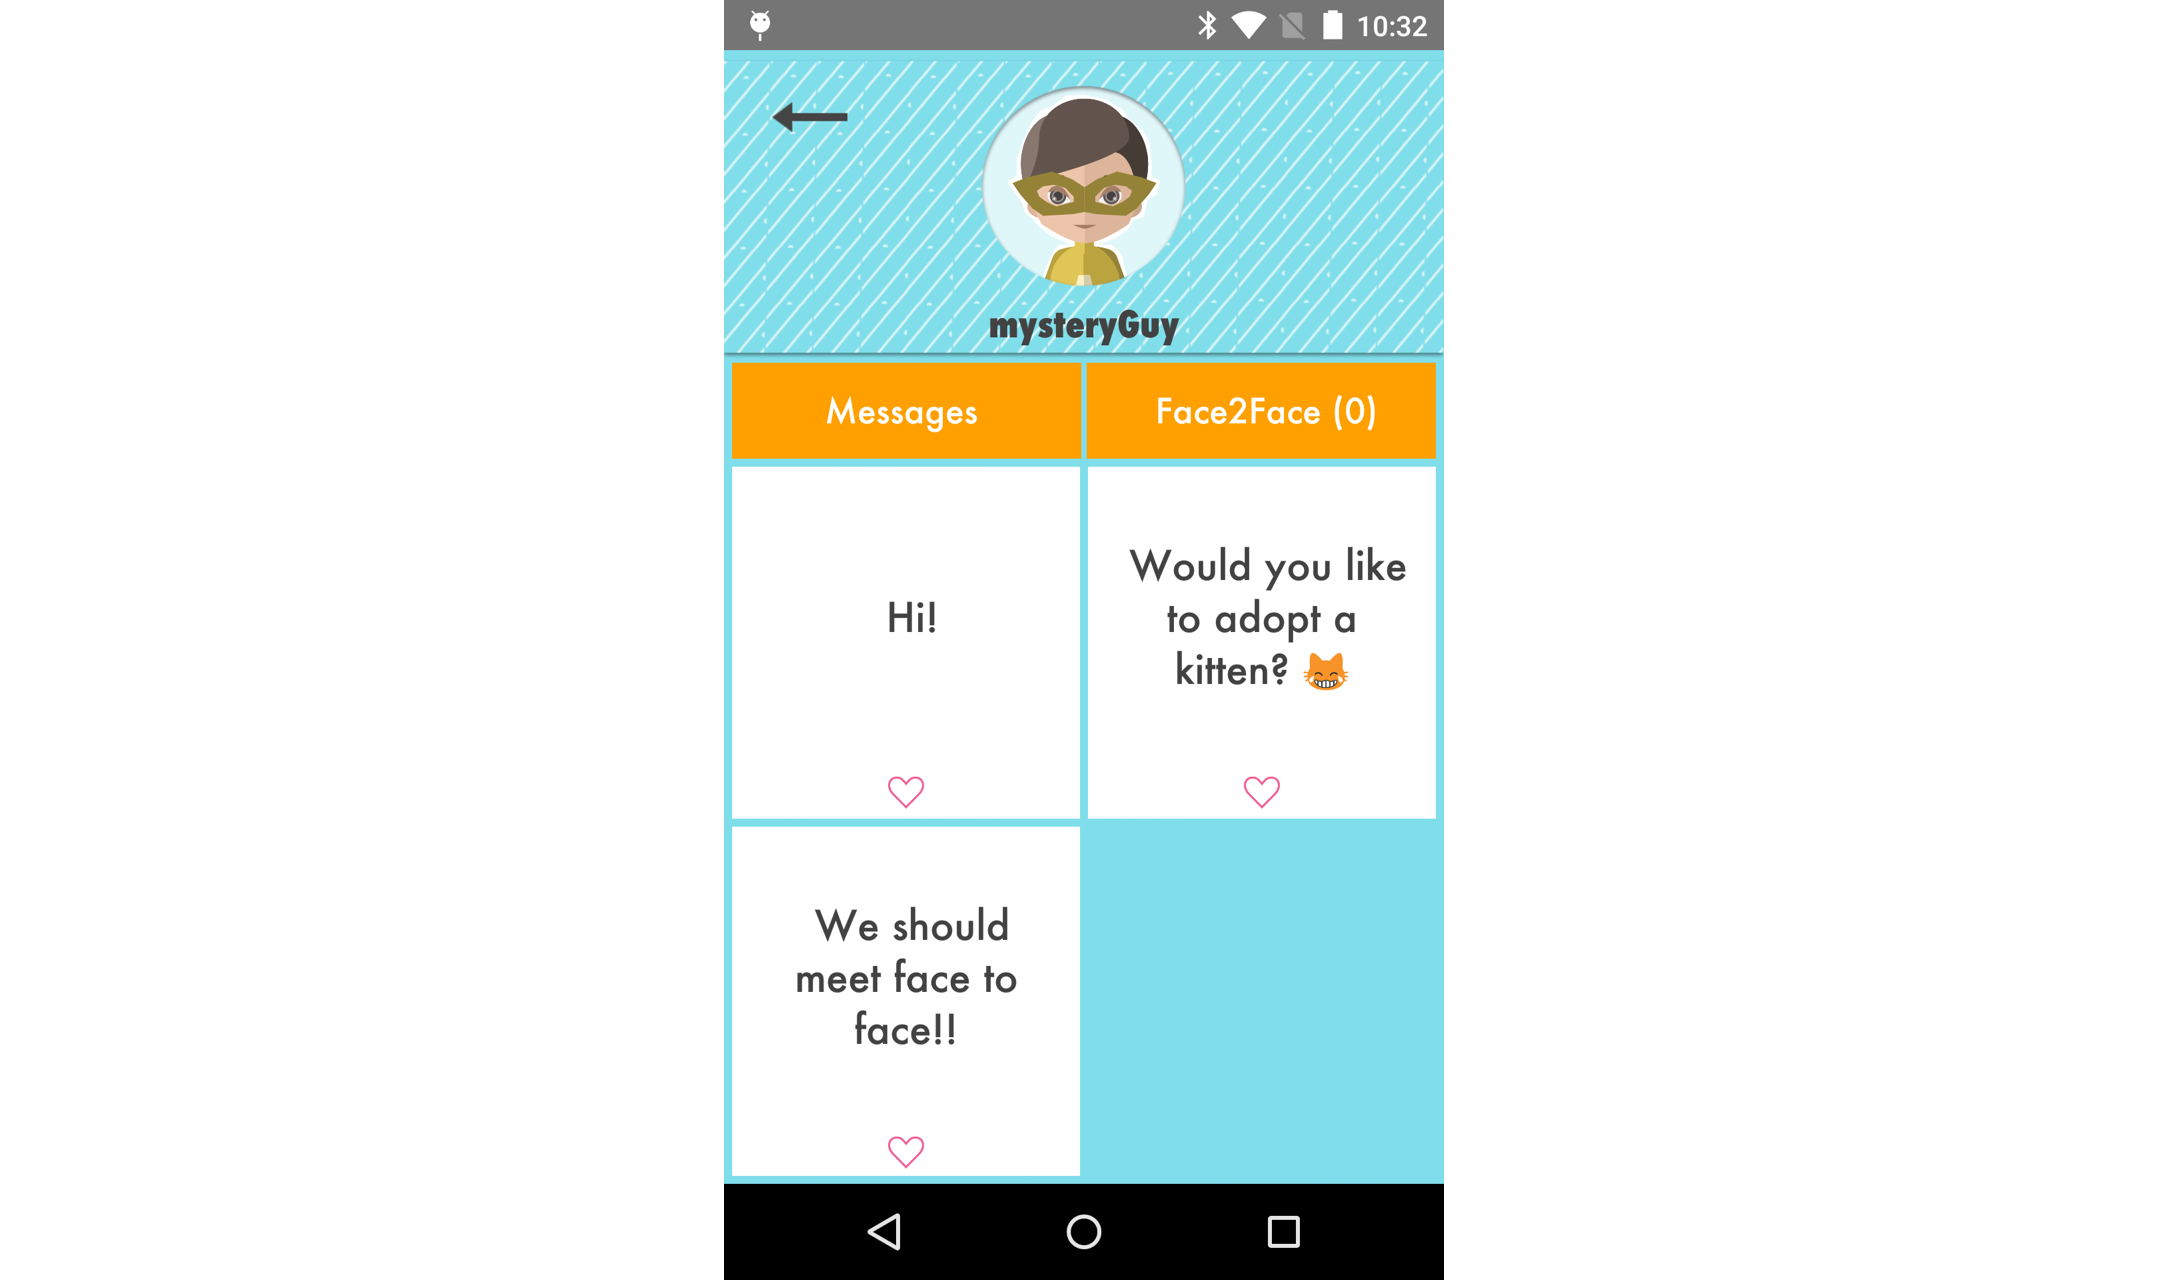 10:32
mysteryGuy
Messages
Face2Face (0)
Hi!
Would you like
to adopt a
kitten? 😸
We should
meet face to
face!!